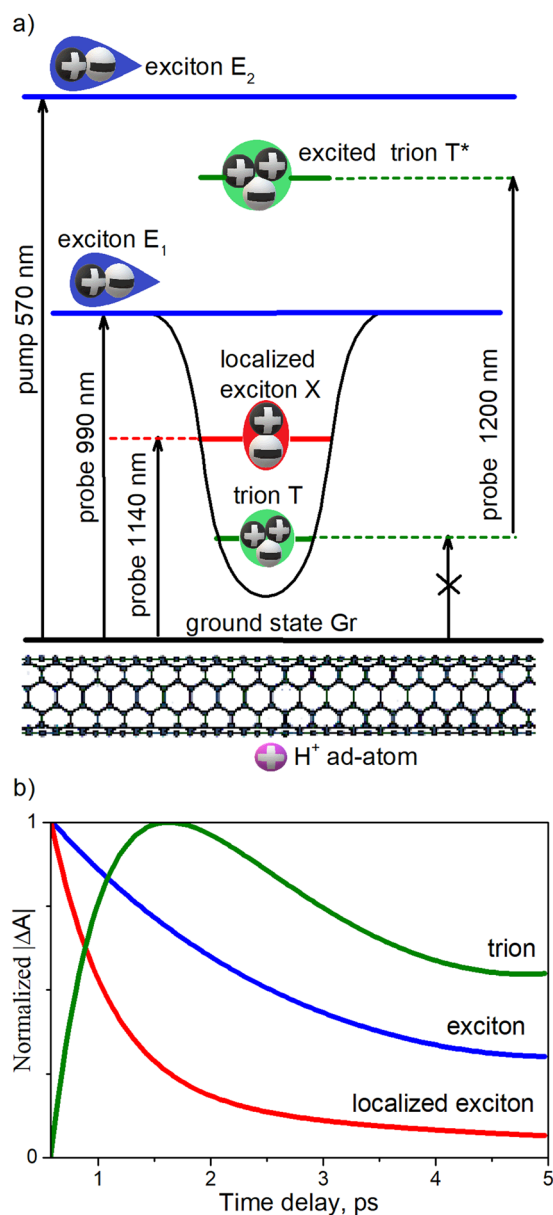 a)
exciton E₂
excited trion T*
exciton E₁
pump 570 nm
localized
exciton X
probe 990 nm
probe 1140 nm
probe 1200 nm
trion T
ground state Gr
H⁺ ad-atom
b)
Normalized |ΔA|
1
0
trion
exciton
localized exciton
1 2 3 4 5
Time delay, ps